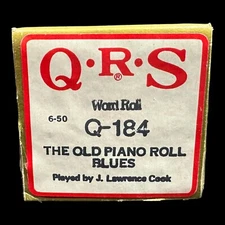 Q·R·S
®
Word Roll
6-50
Q-184
THE OLD PIANO ROLL
BLUES
Played by J. Lawrence Cook